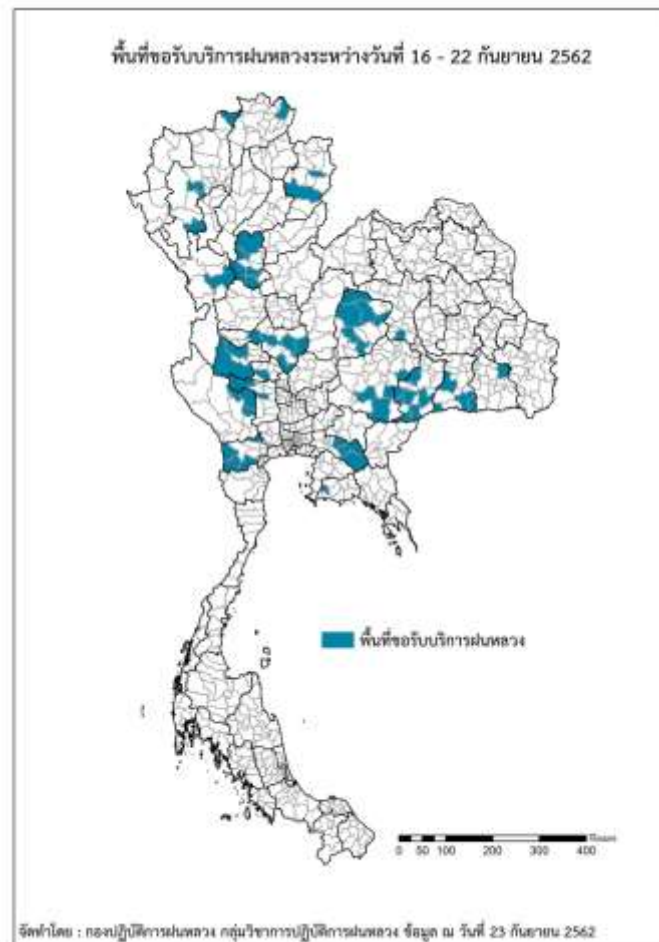 พื้นที่ขอรับบริการฝนหลวงระหว่างวันที่ 16 - 22 กันยายน 2562
พื้นที่ขอรับบริการฝนหลวง
0 50 100 200 300 400
จัดทำโดย : กองปฏิบัติการฝนหลวง กลุ่มวิชาการปฏิบัติการฝนหลวง ข้อมูล ณ วันที่ 23 กันยายน 2562